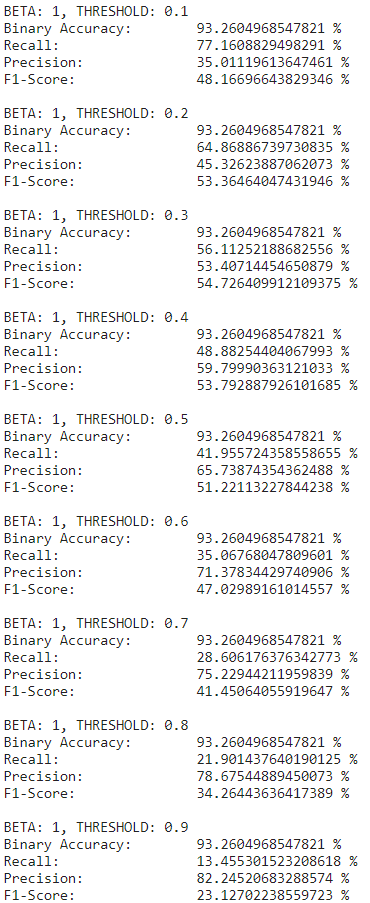 BETA: 1, THRESHOLD: 0.1
Binary Accuracy: 93.2604968547821 %
Recall: 77.1608829498291 %
Precision: 35.01119613647461 %
F1-Score: 48.16696643829346 %

BETA: 1, THRESHOLD: 0.2
Binary Accuracy: 93.2604968547821 %
Recall: 64.86886739730835 %
Precision: 45.32623887062073 %
F1-Score: 53.36464047431946 %

BETA: 1, THRESHOLD: 0.3
Binary Accuracy: 93.2604968547821 %
Recall: 56.11252188682556 %
Precision: 53.40714454650879 %
F1-Score: 54.726409912109375 %

BETA: 1, THRESHOLD: 0.4
Binary Accuracy: 93.2604968547821 %
Recall: 48.88254404067993 %
Precision: 59.79990363121033 %
F1-Score: 53.792887926101685 %

BETA: 1, THRESHOLD: 0.5
Binary Accuracy: 93.2604968547821 %
Recall: 41.955724358558655 %
Precision: 65.73874354362488 %
F1-Score: 51.22113227844238 %

BETA: 1, THRESHOLD: 0.6
Binary Accuracy: 93.2604968547821 %
Recall: 35.06768047809601 %
Precision: 71.37834429740906 %
F1-Score: 47.02989161014557 %

BETA: 1, THRESHOLD: 0.7
Binary Accuracy: 93.2604968547821 %
Recall: 28.606176376342773 %
Precision: 75.22944211959839 %
F1-Score: 41.45064055919647 %

BETA: 1, THRESHOLD: 0.8
Binary Accuracy: 93.2604968547821 %
Recall: 21.901437640190125 %
Precision: 78.67544889450073 %
F1-Score: 34.26443636417389 %

BETA: 1, THRESHOLD: 0.9
Binary Accuracy: 93.2604968547821 %
Recall: 13.455301523208618 %
Precision: 82.24520683288574 %
F1-Score: 23.12702238559723 %